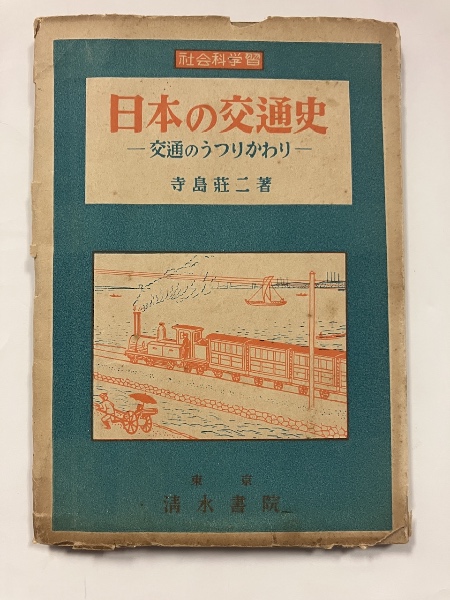 社会科学習
日本の交通史
―交通のうつりかわり―
寺島莊二著
東京
清水書院